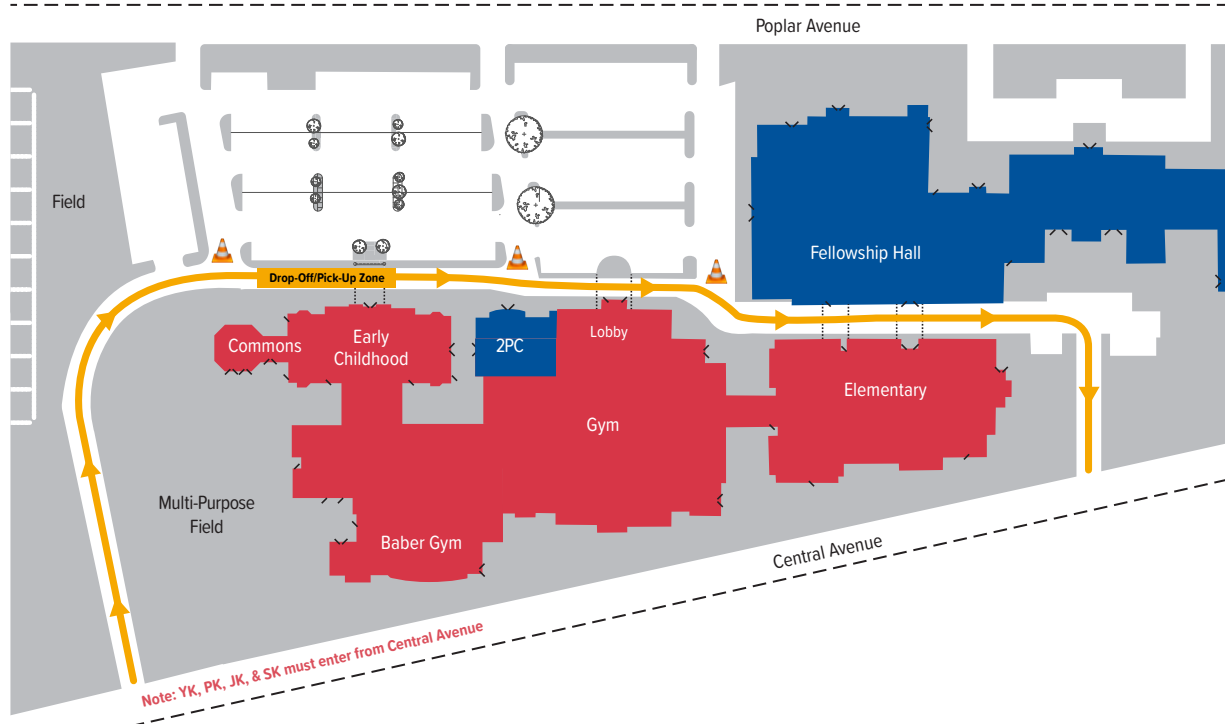 Poplar Avenue
Field
Fellowship Hall
Drop-Off/Pick-Up Zone
Commons
Early
Childhood
2PC
Lobby
Elementary
Gym
Multi-Purpose
Field
Baber Gym
Central Avenue
Note: YK, PK, JK, & SK must enter from Central Avenue